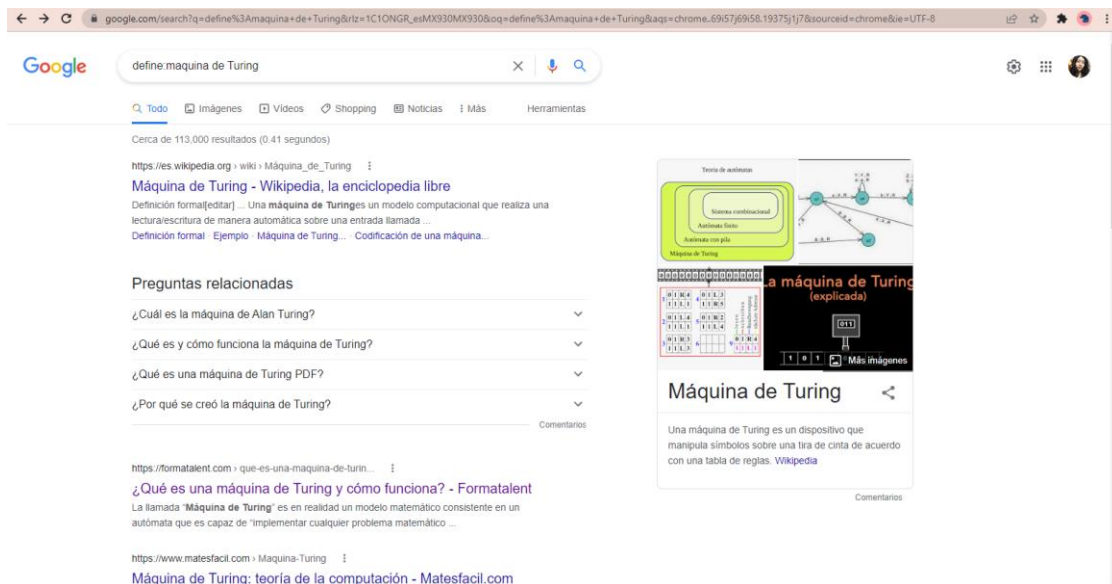 google.com/search?q=define%3Amaquina+de+Turing&rlz=1C1ONGR_esMX930MX930&oq=define%3Amaquina+de+Turing&aqs=chrome..69i57j69i58.19375j1j7&sourceid=chrome&ie=UTF-8
Google
define:maquina de Turing
Todo
Imágenes
Vídeos
Shopping
Noticias
Más
Herramientas
Cerca de 113,000 resultados (0.41 segundos)
https://es.wikipedia.org › wiki › Máquina_de_Turing
Máquina de Turing - Wikipedia, la enciclopedia libre
Definición formal[editar] ... Una máquina de Turinges un modelo computacional que realiza una
lectura/escritura de manera automática sobre una entrada llamada ...
Definición formal · Ejemplo · Máquina de Turing... · Codificación de una máquina...
Preguntas relacionadas
¿Cuál es la máquina de Alan Turing?
¿Qué es y cómo funciona la máquina de Turing?
¿Qué es una máquina de Turing PDF?
¿Por qué se creó la máquina de Turing?
Comentarios
https://formatalent.com › que-es-una-maquina-de-turin...
¿Qué es una máquina de Turing y cómo funciona? - Formatalent
La llamada “Máquina de Turing” es en realidad un modelo matemático consistente en un
autómata que es capaz de “implementar cualquier problema matemático ...
https://www.matesfacil.com › Maquina-Turing
Máquina de Turing: teoría de la computación - Matesfacil.com
Teoría de autómatas
Sistema combinacional
Autómata finito
Autómata con pila
Máquina de Turing
a máquina de Turing
(explicada)
011
1 0 1
Más imágenes
Máquina de Turing
Una máquina de Turing es un dispositivo que
manipula símbolos sobre una tira de cinta de acuerdo
con una tabla de reglas. Wikipedia
Comentarios